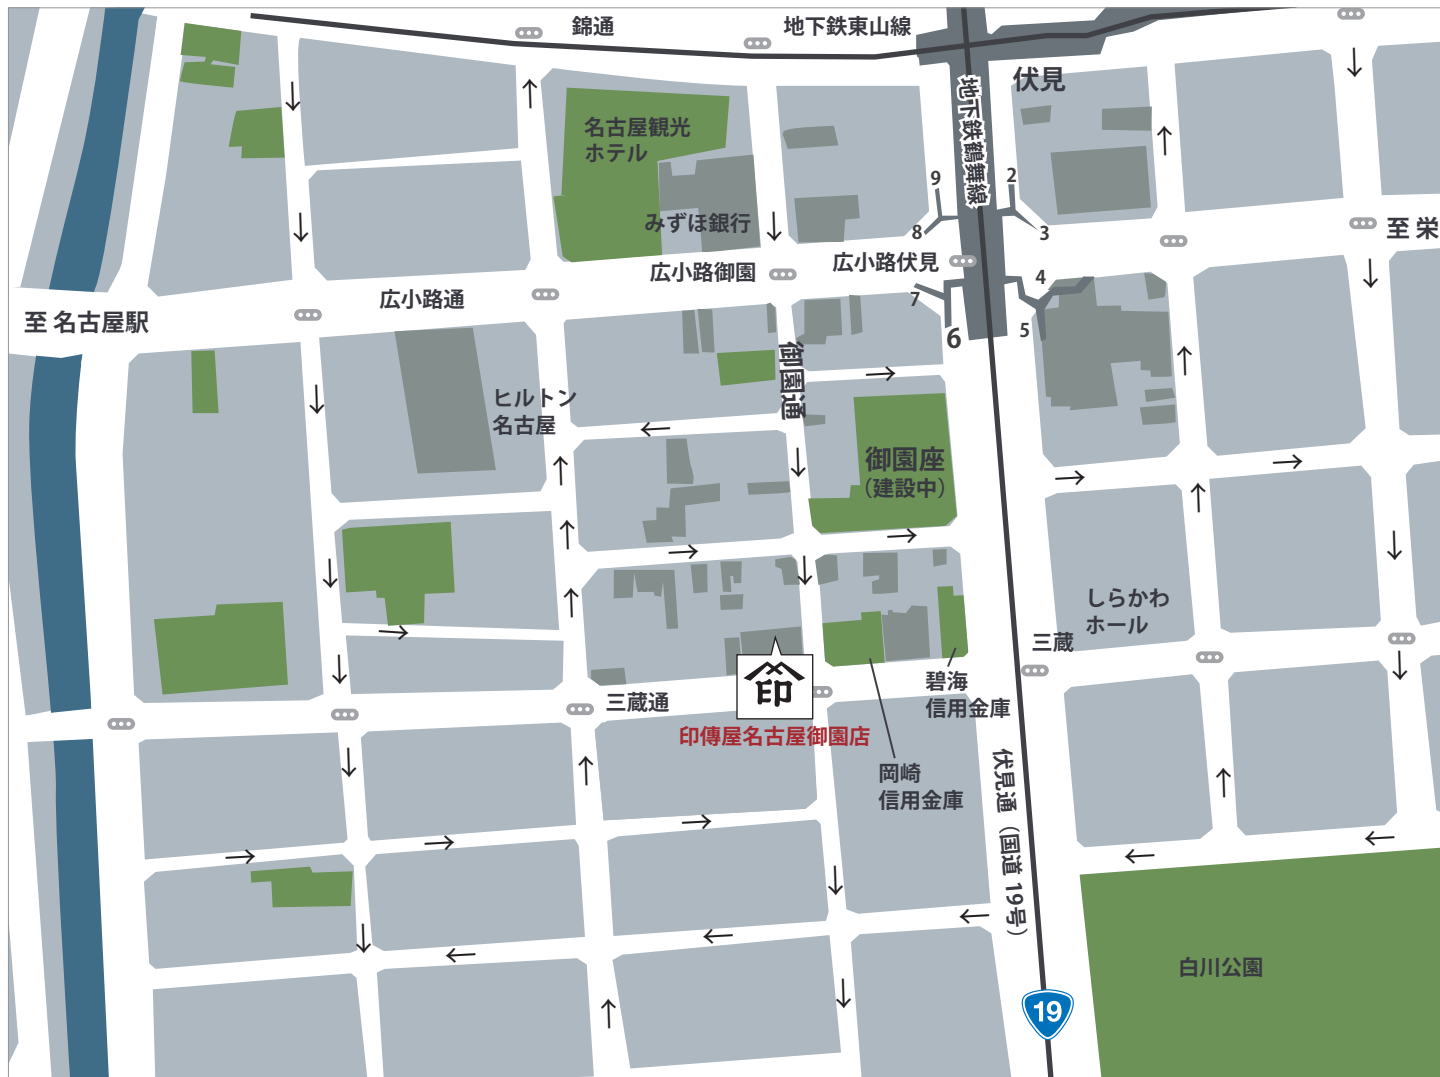 錦通
地下鉄東山線
伏見
地下鉄鶴舞線
名古屋観光
ホテル
みずほ銀行
9
2
8
3
至 栄
広小路御園
広小路伏見
広小路通
至 名古屋駅
4
7
5
6
御園通
ヒルトン
名古屋
御園座
（建設中）
しらかわ
ホール
三蔵
印
碧海
信用金庫
三蔵通
印傳屋名古屋御園店
岡崎
信用金庫
伏見通（国道 19号）
白川公園
19